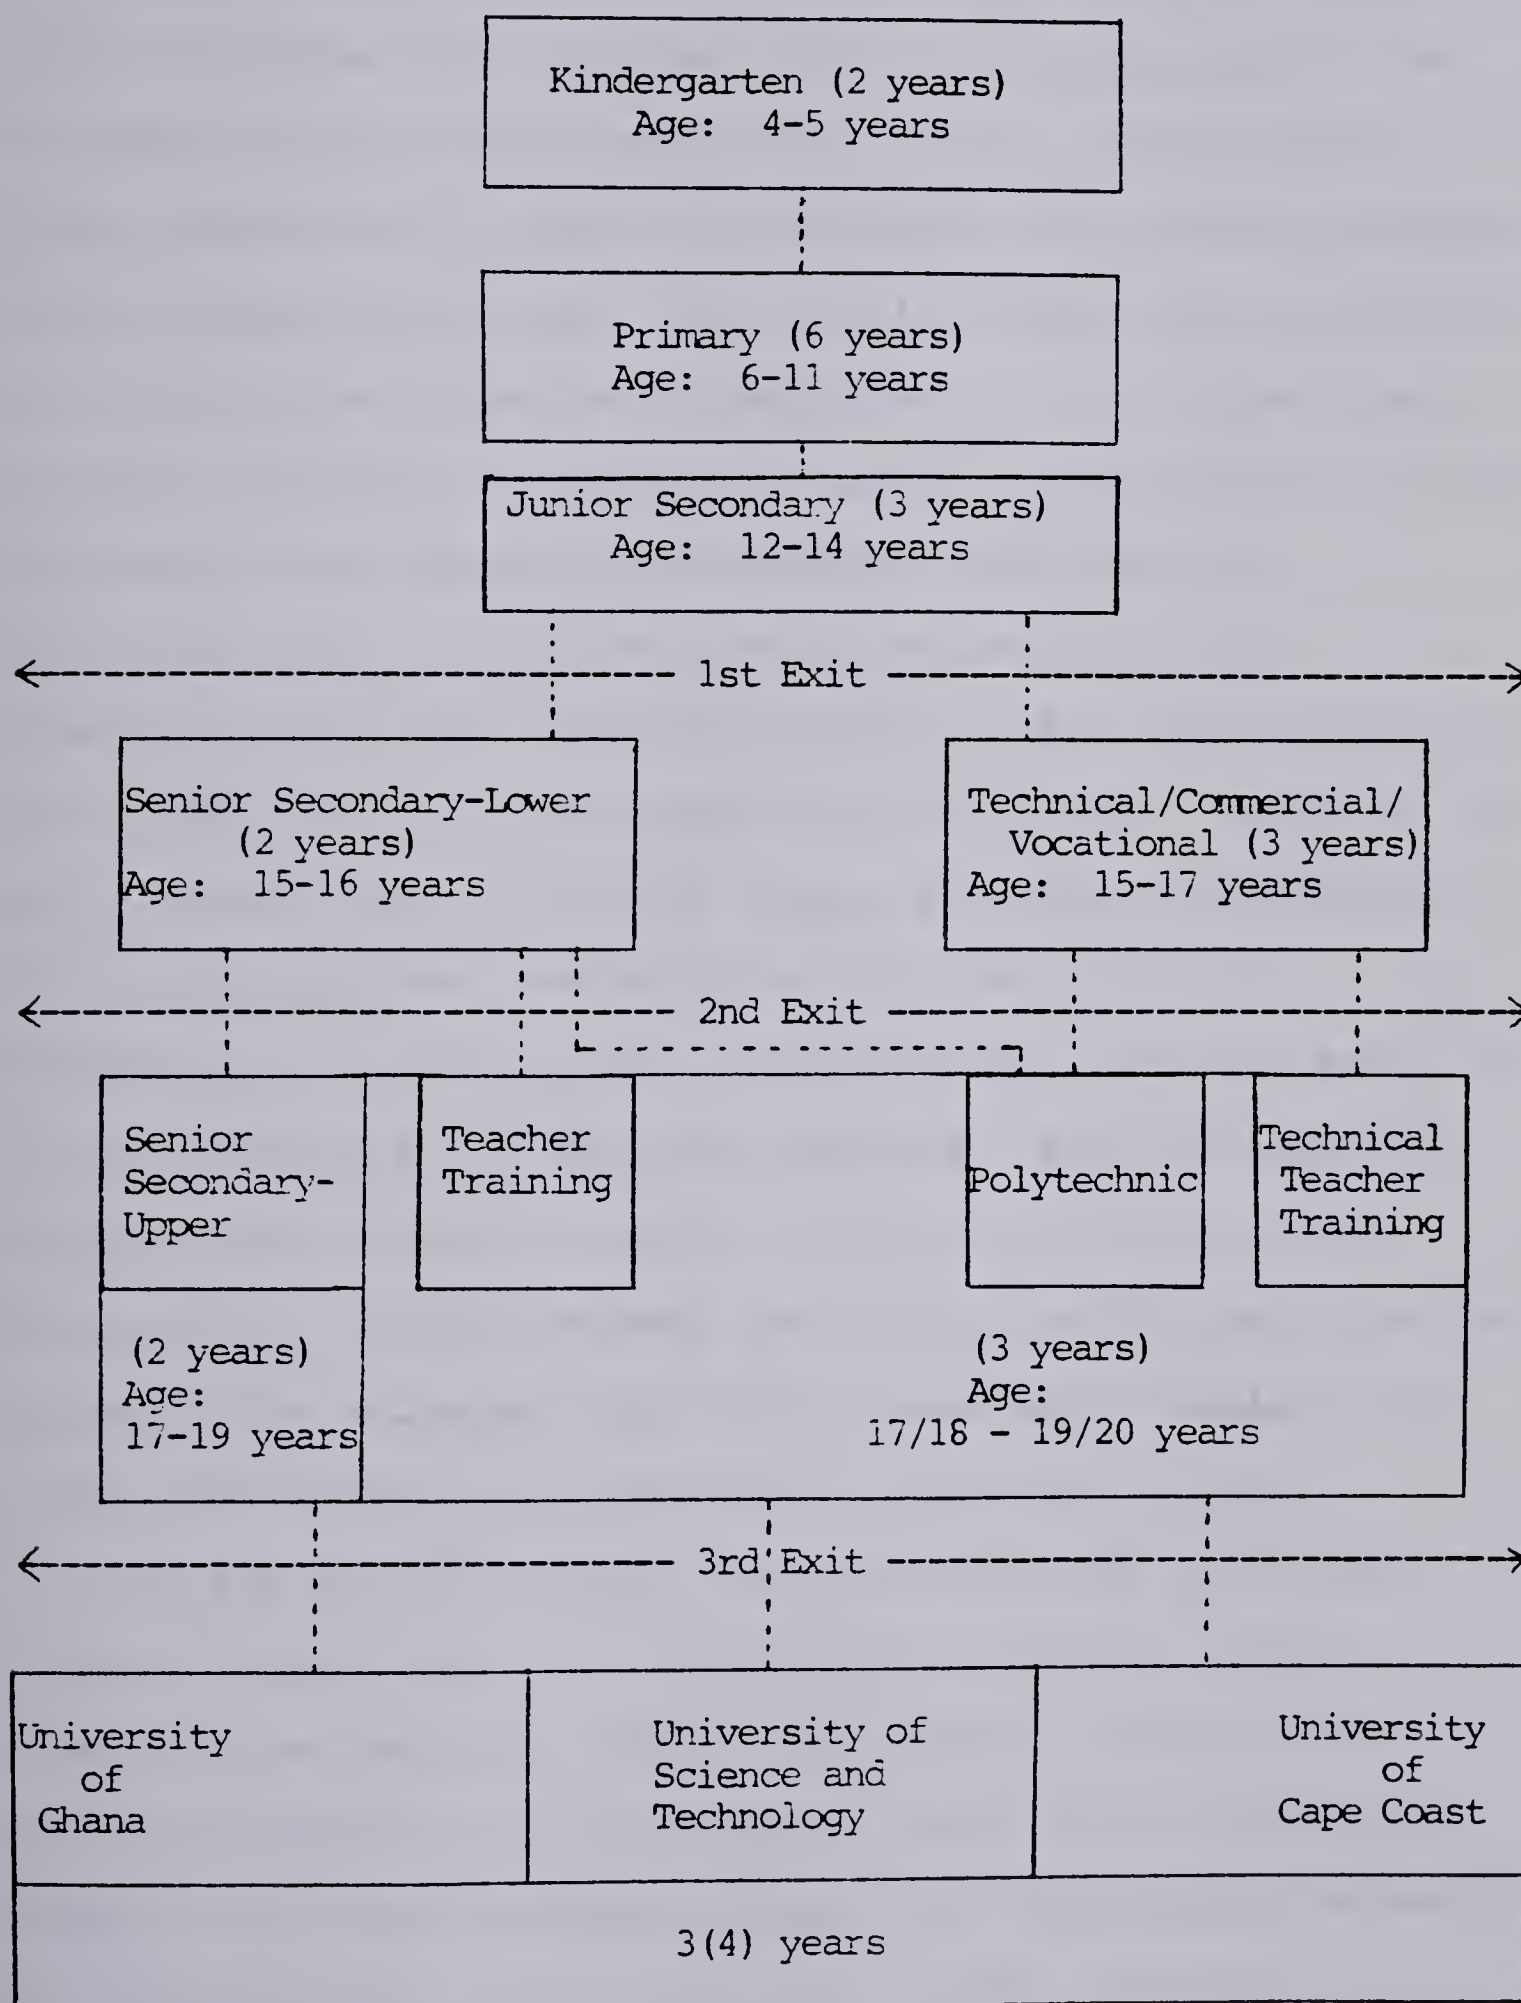 Kindergarten (2 years)
Age: 4-5 years
Primary (6 years)
Age: 6-11 years
Junior Secondary (3 years)
Age: 12-14 years
1st Exit
Senior Secondary-Lower
(2 years)
Age: 15-16 years
Technical/Commercial/
Vocational (3 years)
Age: 15-17 years
2nd Exit
Senior
Secondary-
Upper
Teacher
Training
Polytechnic
Technical
Teacher
Training
(2 years)
Age:
17-19 years
(3 years)
Age:
17/18 - 19/20 years
3rd Exit
University
of
Ghana
University of
Science and
Technology
University
of
Cape Coast
3(4) years